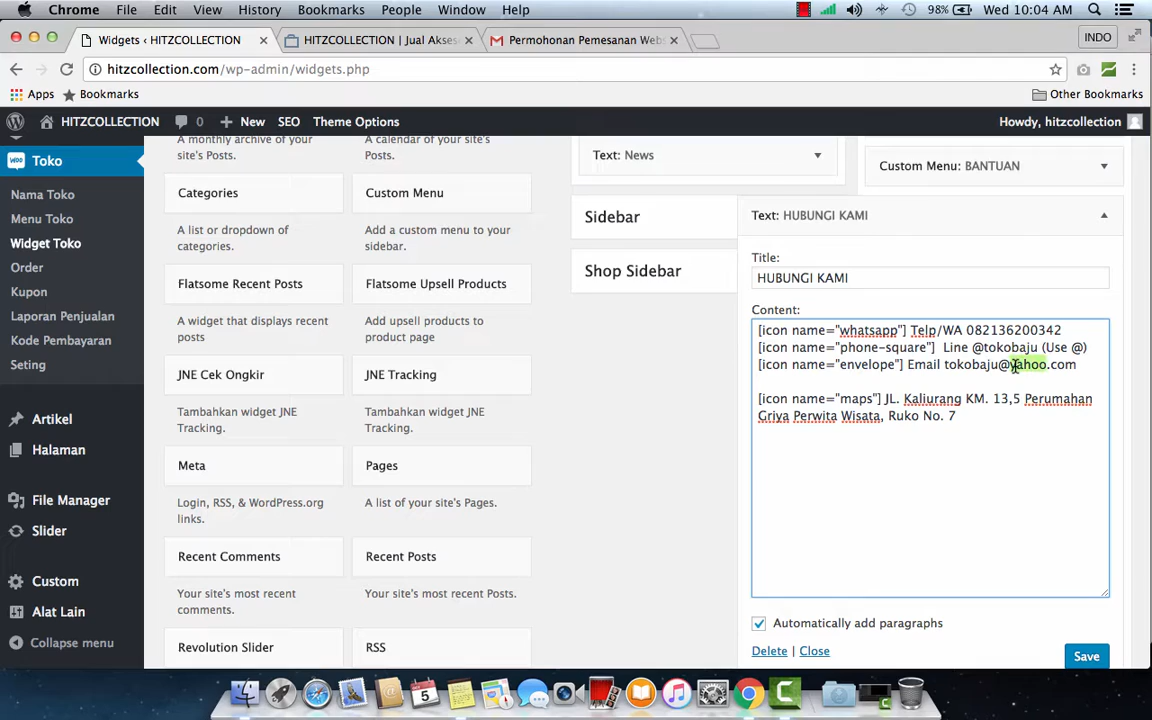 Chrome File Edit View History Bookmarks People Window Help 98% Wed 10:04 AM
Widgets ‹ HITZCOLLECTION
HITZCOLLECTION | Jual Akses
Permohonan Pemesanan Web
INDO
hitzcollection.com/wp-admin/widgets.php
Apps Bookmarks Other Bookmarks
HITZCOLLECTION 0 New SEO Theme Options Howdy, hitzcollection
Toko
Nama Toko
Menu Toko
Widget Toko
Order
Kupon
Laporan Penjualan
Kode Pembayaran
Seting
Artikel
Halaman
File Manager
Slider
Custom
Alat Lain
Collapse menu
A monthly archive of your
site's Posts.
A calendar of your site's
Posts.
Categories
A list or dropdown of
categories.
Custom Menu
Add a custom menu to your
sidebar.
Flatsome Recent Posts
A widget that displays recent
posts
Flatsome Upsell Products
Add upsell products to
product page
JNE Cek Ongkir
Tambahkan widget JNE
Tracking.
JNE Tracking
Tambahkan widget JNE
Tracking.
Meta
Login, RSS, & WordPress.org
links.
Pages
A list of your site's Pages.
Recent Comments
Your site's most recent
comments.
Recent Posts
Your site's most recent Posts.
Revolution Slider
RSS
Text: News
Sidebar
Shop Sidebar
Custom Menu: BANTUAN
Text: HUBUNGI KAMI
Title:
HUBUNGI KAMI
Content:
[icon name="whatsapp"] Telp/WA 082136200342
[icon name="phone-square"]  Line @tokobaju (Use @)
[icon name="envelope"] Email tokobaju@yahoo.com
[icon name="maps"] JL. Kaliurang KM. 13,5 Perumahan
Griya Perwita Wisata, Ruko No. 7
Automatically add paragraphs
Delete | Close
Save
5